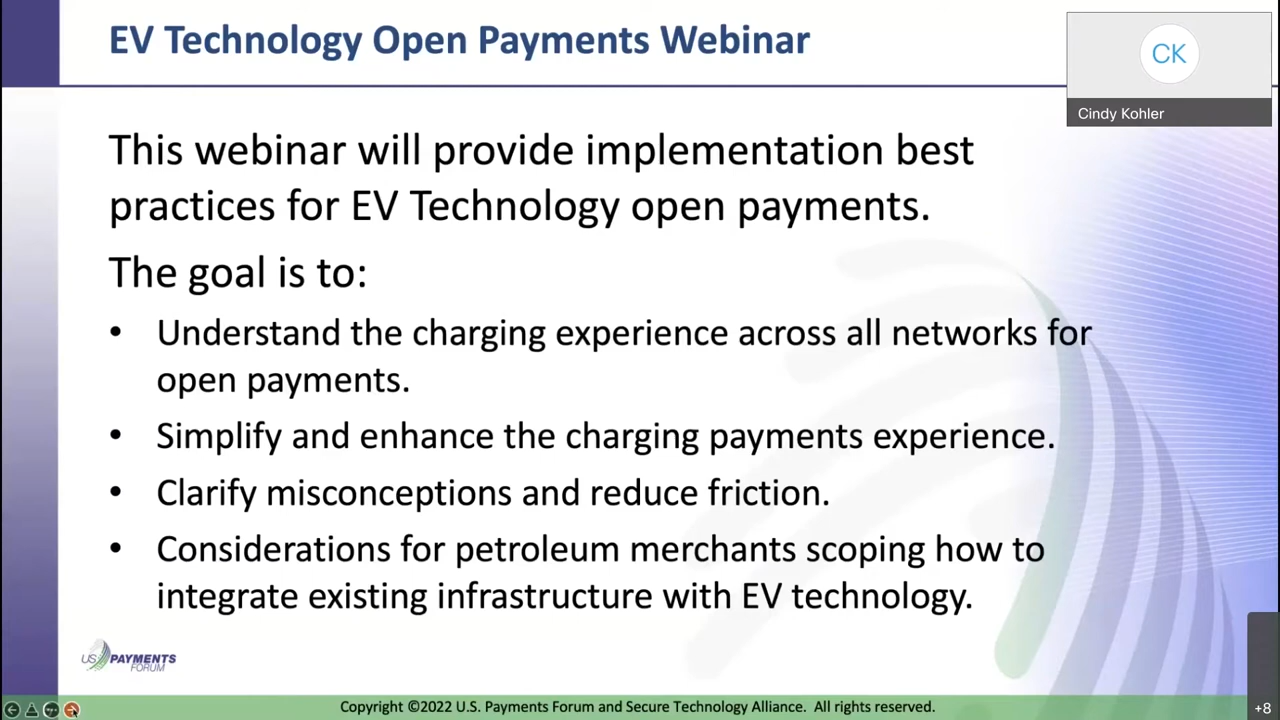 EV Technology Open Payments Webinar
CK
Cindy Kohler
This webinar will provide implementation best
practices for EV Technology open payments.
The goal is to:
• Understand the charging experience across all networks for
open payments.
• Simplify and enhance the charging payments experience.
• Clarify misconceptions and reduce friction.
• Considerations for petroleum merchants scoping how to
integrate existing infrastructure with EV technology.
US PAYMENTS
FORUM
Copyright ©2022 U.S. Payments Forum and Secure Technology Alliance. All rights reserved.
+8